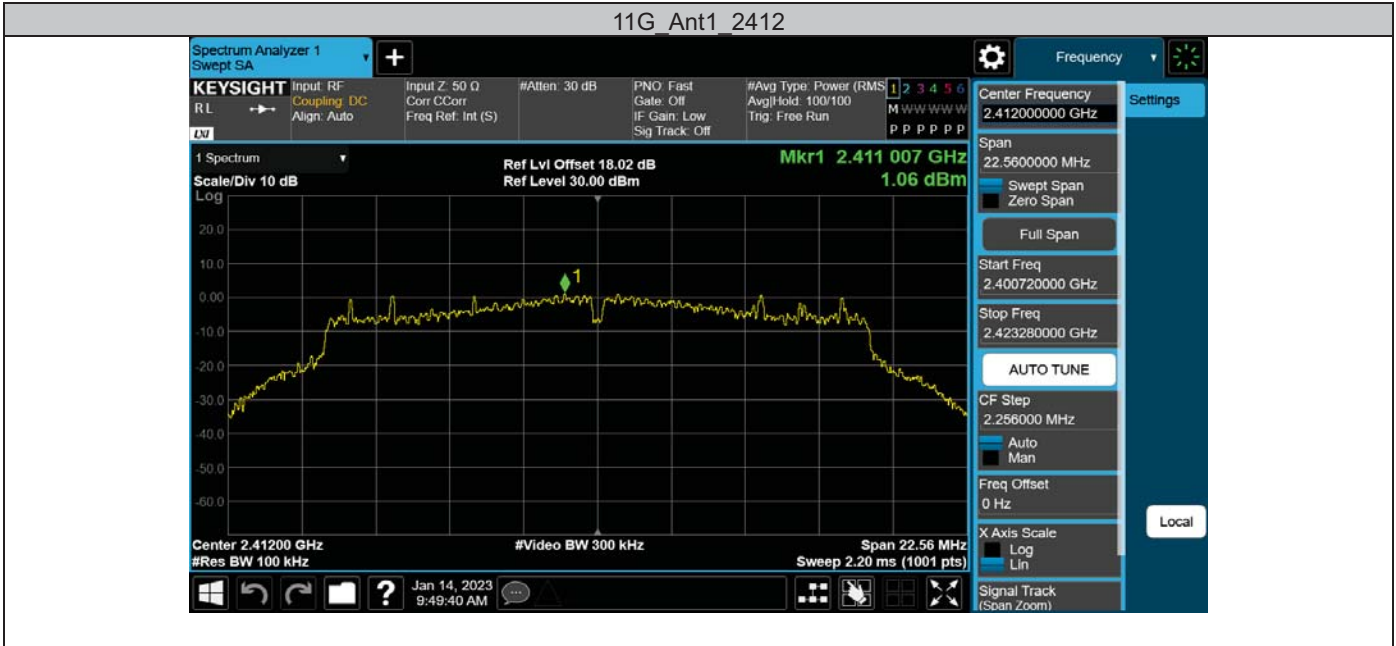 11G_Ant1_2412
Spectrum Analyzer 1
Swept SA
Frequency
KEYSIGHT
RL
LXI
Input: RF
Coupling: DC
Align: Auto
Input Z: 50 Ω
Corr CCorr
Freq Ref: Int (S)
#Atten: 30 dB
PNO: Fast
Gate: Off
IF Gain: Low
Sig Track: Off
#Avg Type: Power (RMS
Avg|Hold: 100/100
Trig: Free Run
1 2 3 4 5 6
M W W W W W
P P P P P P
1 Spectrum
Scale/Div 10 dB
Ref Lvl Offset 18.02 dB
Ref Level 30.00 dBm
Mkr1 2.411 007 GHz
1.06 dBm
Log
20.0
10.0
0.00
-10.0
-20.0
-30.0
-40.0
-50.0
-60.0
1
Center 2.41200 GHz
#Res BW 100 kHz
#Video BW 300 kHz
Span 22.56 MHz
Sweep 2.20 ms (1001 pts)
?
Jan 14, 2023
9:49:40 AM
Center Frequency
2.412000000 GHz
Span
22.5600000 MHz
Swept Span
Zero Span
Full Span
Start Freq
2.400720000 GHz
Stop Freq
2.423280000 GHz
AUTO TUNE
CF Step
2.256000 MHz
Auto
Man
Freq Offset
0 Hz
X Axis Scale
Log
Lin
Signal Track
(Span Zoom)
Settings
Local